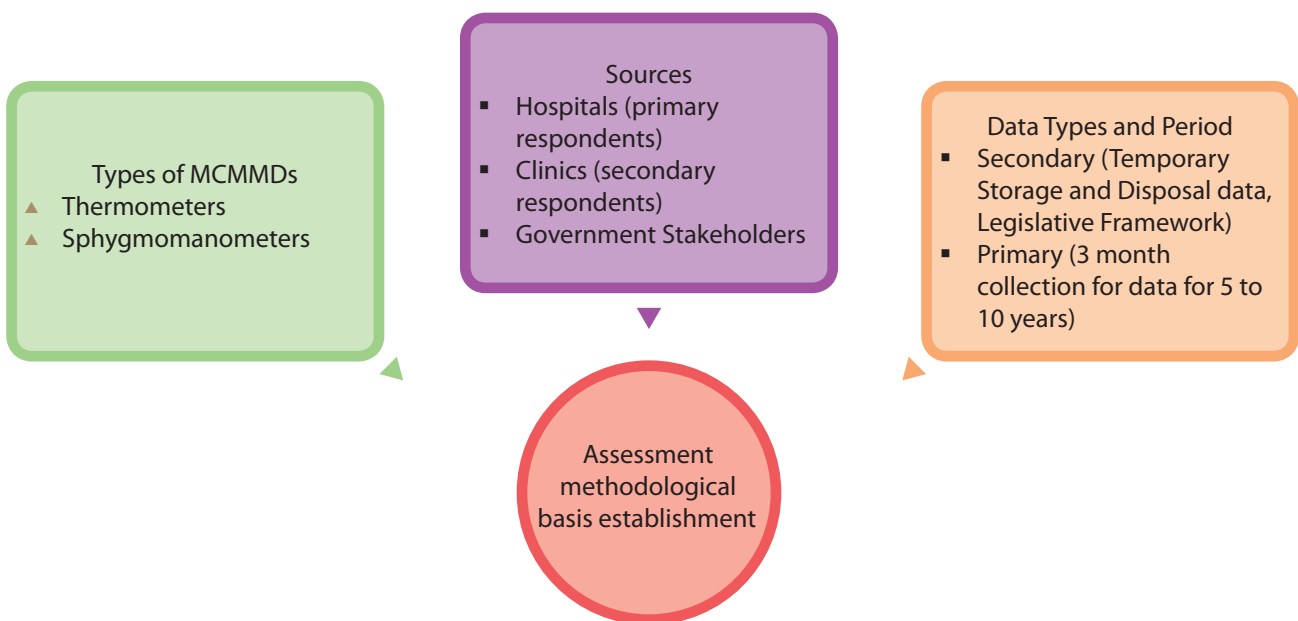 Types of MCMMDs
▲ Thermometers
▲ Sphygmomanometers
Sources
▪ Hospitals (primary
respondents)
▪ Clinics (secondary
respondents)
▪ Government Stakeholders
Data Types and Period
▪ Secondary (Temporary
Storage and Disposal data,
Legislative Framework)
▪ Primary (3 month
collection for data for 5 to
10 years)
Assessment
methodological
basis establishment